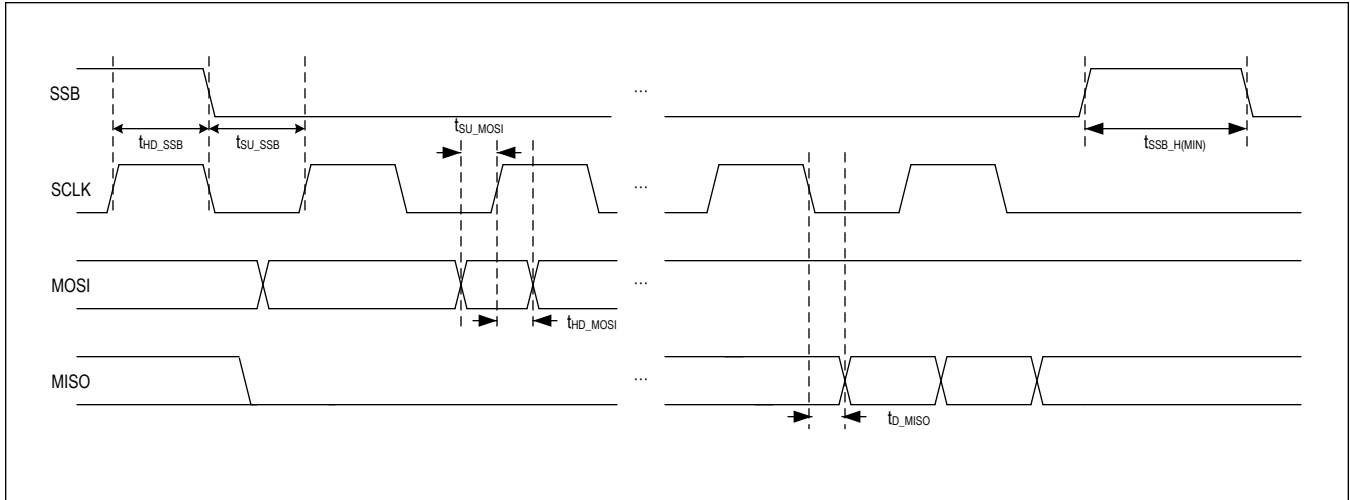 SSB
...
tHD_SSB
tSU_SSB
tSU_MOSI
tSSB_H(MIN)
SCLK
...
MOSI
...
tHD_MOSI
MISO
...
tD_MISO